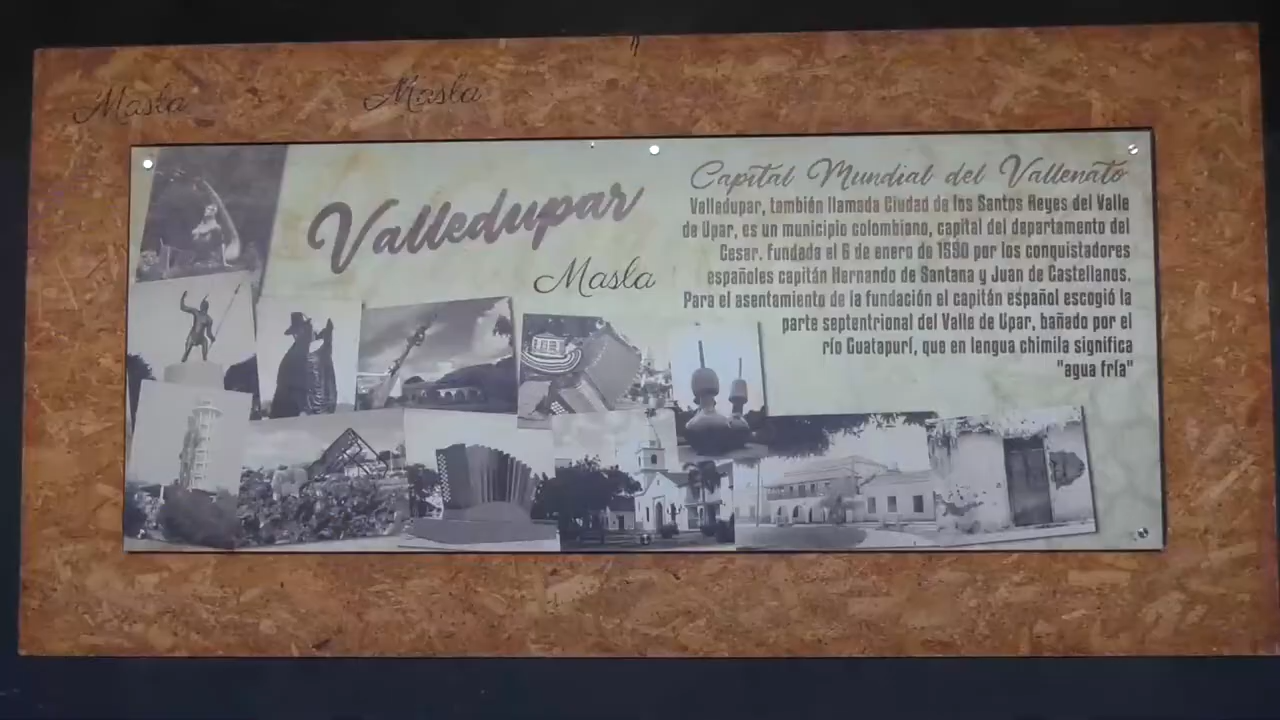 Masla
Masla
Valledupar
Masla
Capital Mundial del Vallenato
Valledupar, también llamada Ciudad de los Santos Reyes del Valle
de Upar, es un municipio colombiano, capital del departamento del
Cesar. Fundada el 6 de enero de 1550 por los conquistadores
españoles capitán Hernando de Santana y Juan de Castellanos.
Para el asentamiento de la fundación el capitán español escogió la
parte septentrional del Valle de Upar, bañado por el
río Guatapurí, que en lengua chimila significa
"agua fría"